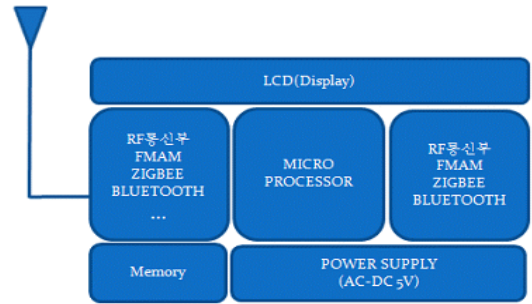 LCD(Display)
RF통신부
FMAM
ZIGBEE
BLUETOOTH
...
MICRO
PROCESSOR
RF통신부
FMAM
ZIGBEE
BLUETOOTH
Memory
POWER SUPPLY
(AC-DC 5V)